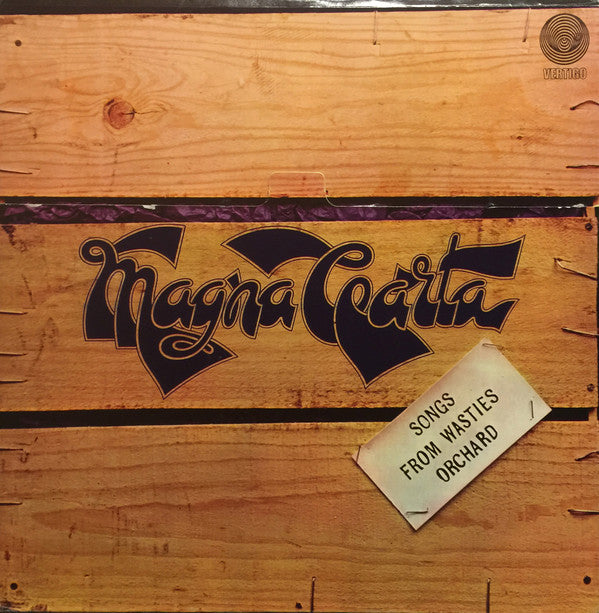 VERTIGO
Magna Carta
SONGS
FROM WASTIES
ORCHARD